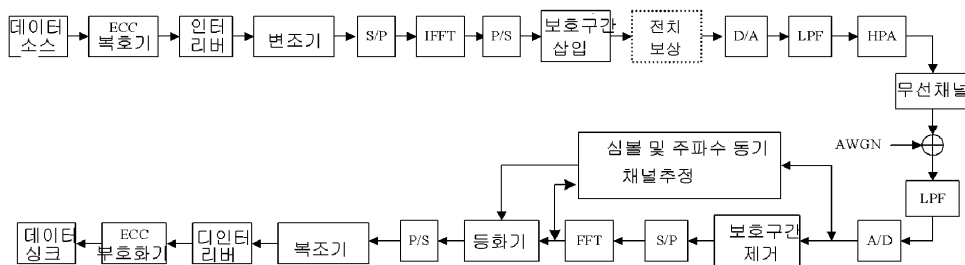 데이터
소스
ECC
복호기
인터
리버
변조기
S/P
IFFT
P/S
보호구간
삽입
전치
보상
D/A
LPF
HPA
무선채널
AWGN
심볼 및 주파수 동기
채널추정
LPF
데이터
싱크
ECC
부호화기
디인터
리버
복조기
P/S
등화기
FFT
S/P
보호구간
제거
A/D